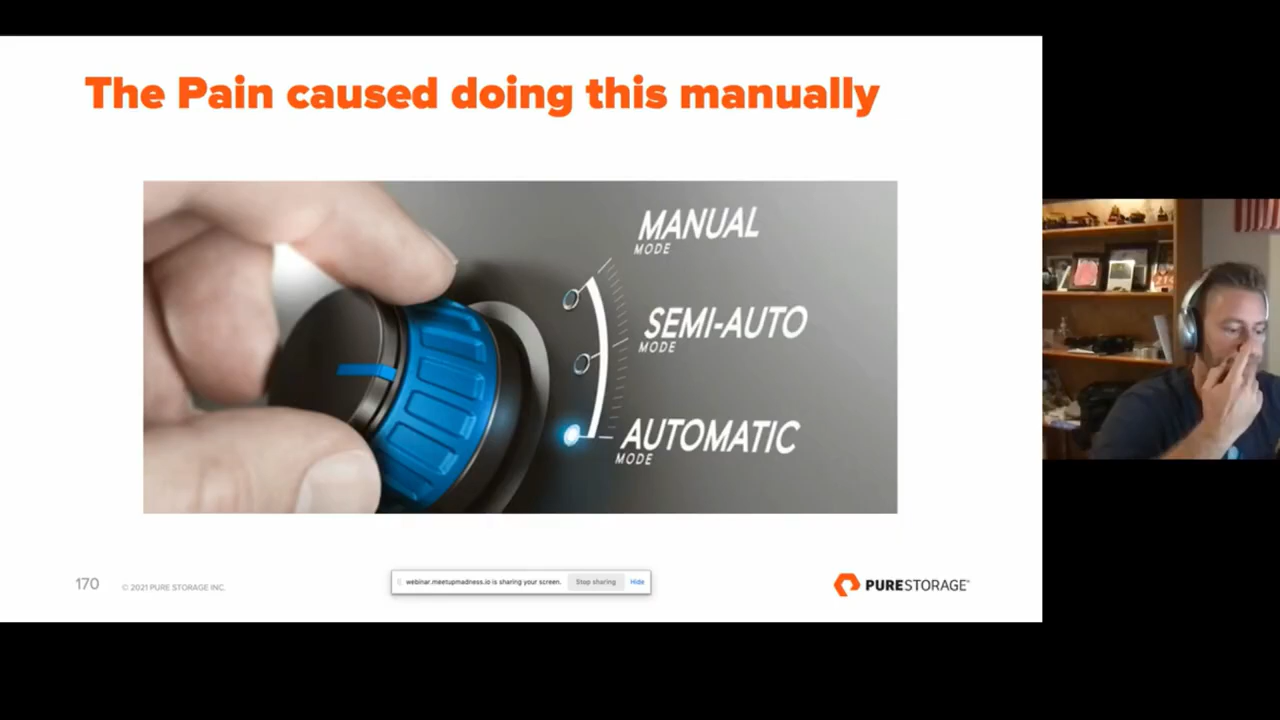 The Pain caused doing this manually
MANUAL
MODE
SEMI-AUTO
MODE
AUTOMATIC
MODE
170
© 2021 PURE STORAGE INC.
webinar.meetupmadness.io is sharing your screen.
Stop sharing
Hide
PURESTORAGE